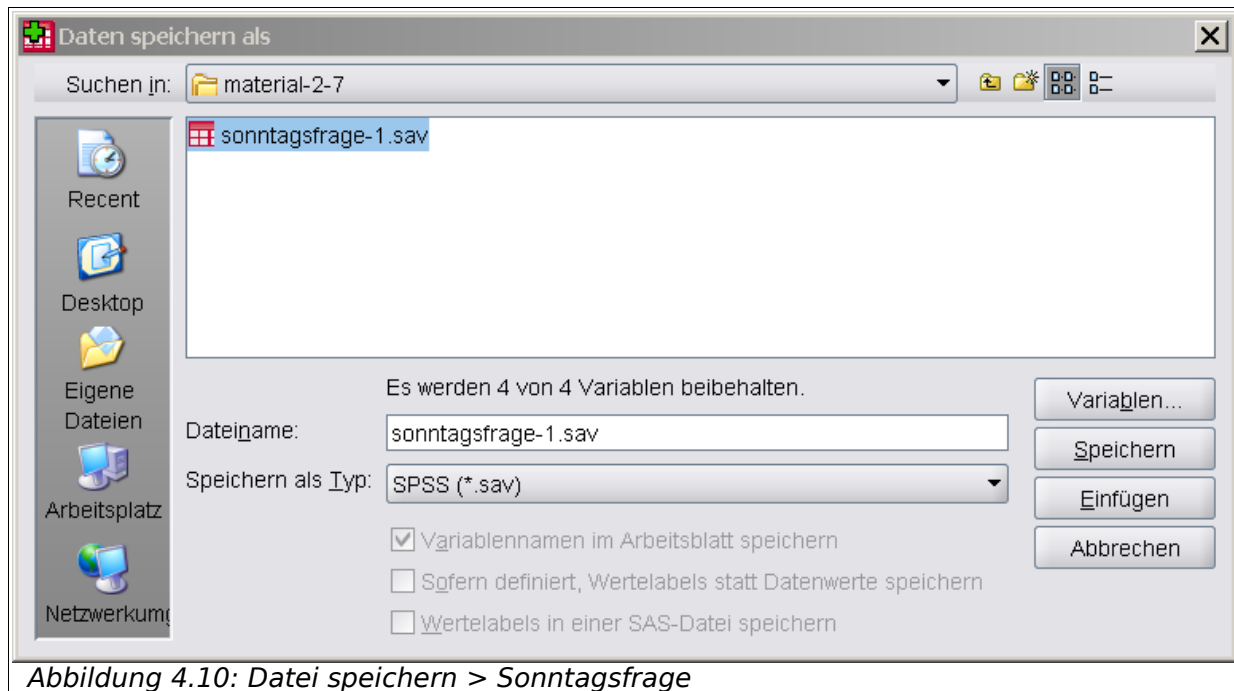 Daten speichern als
Suchen in: material-2-7
sonntagsfrage-1.sav
Recent
Desktop
Eigene
Dateien
Arbeitsplatz
Netzwerkumg
Es werden 4 von 4 Variablen beibehalten.
Dateiname: sonntagsfrage-1.sav
Speichern als Typ: SPSS (*.sav)
Variablennamen im Arbeitsblatt speichern
Sofern definiert, Wertelabels statt Datenwerte speichern
Wertelabels in einer SAS-Datei speichern
Variablen...
Speichern
Einfügen
Abbrechen
Abbildung 4.10: Datei speichern > Sonntagsfrage